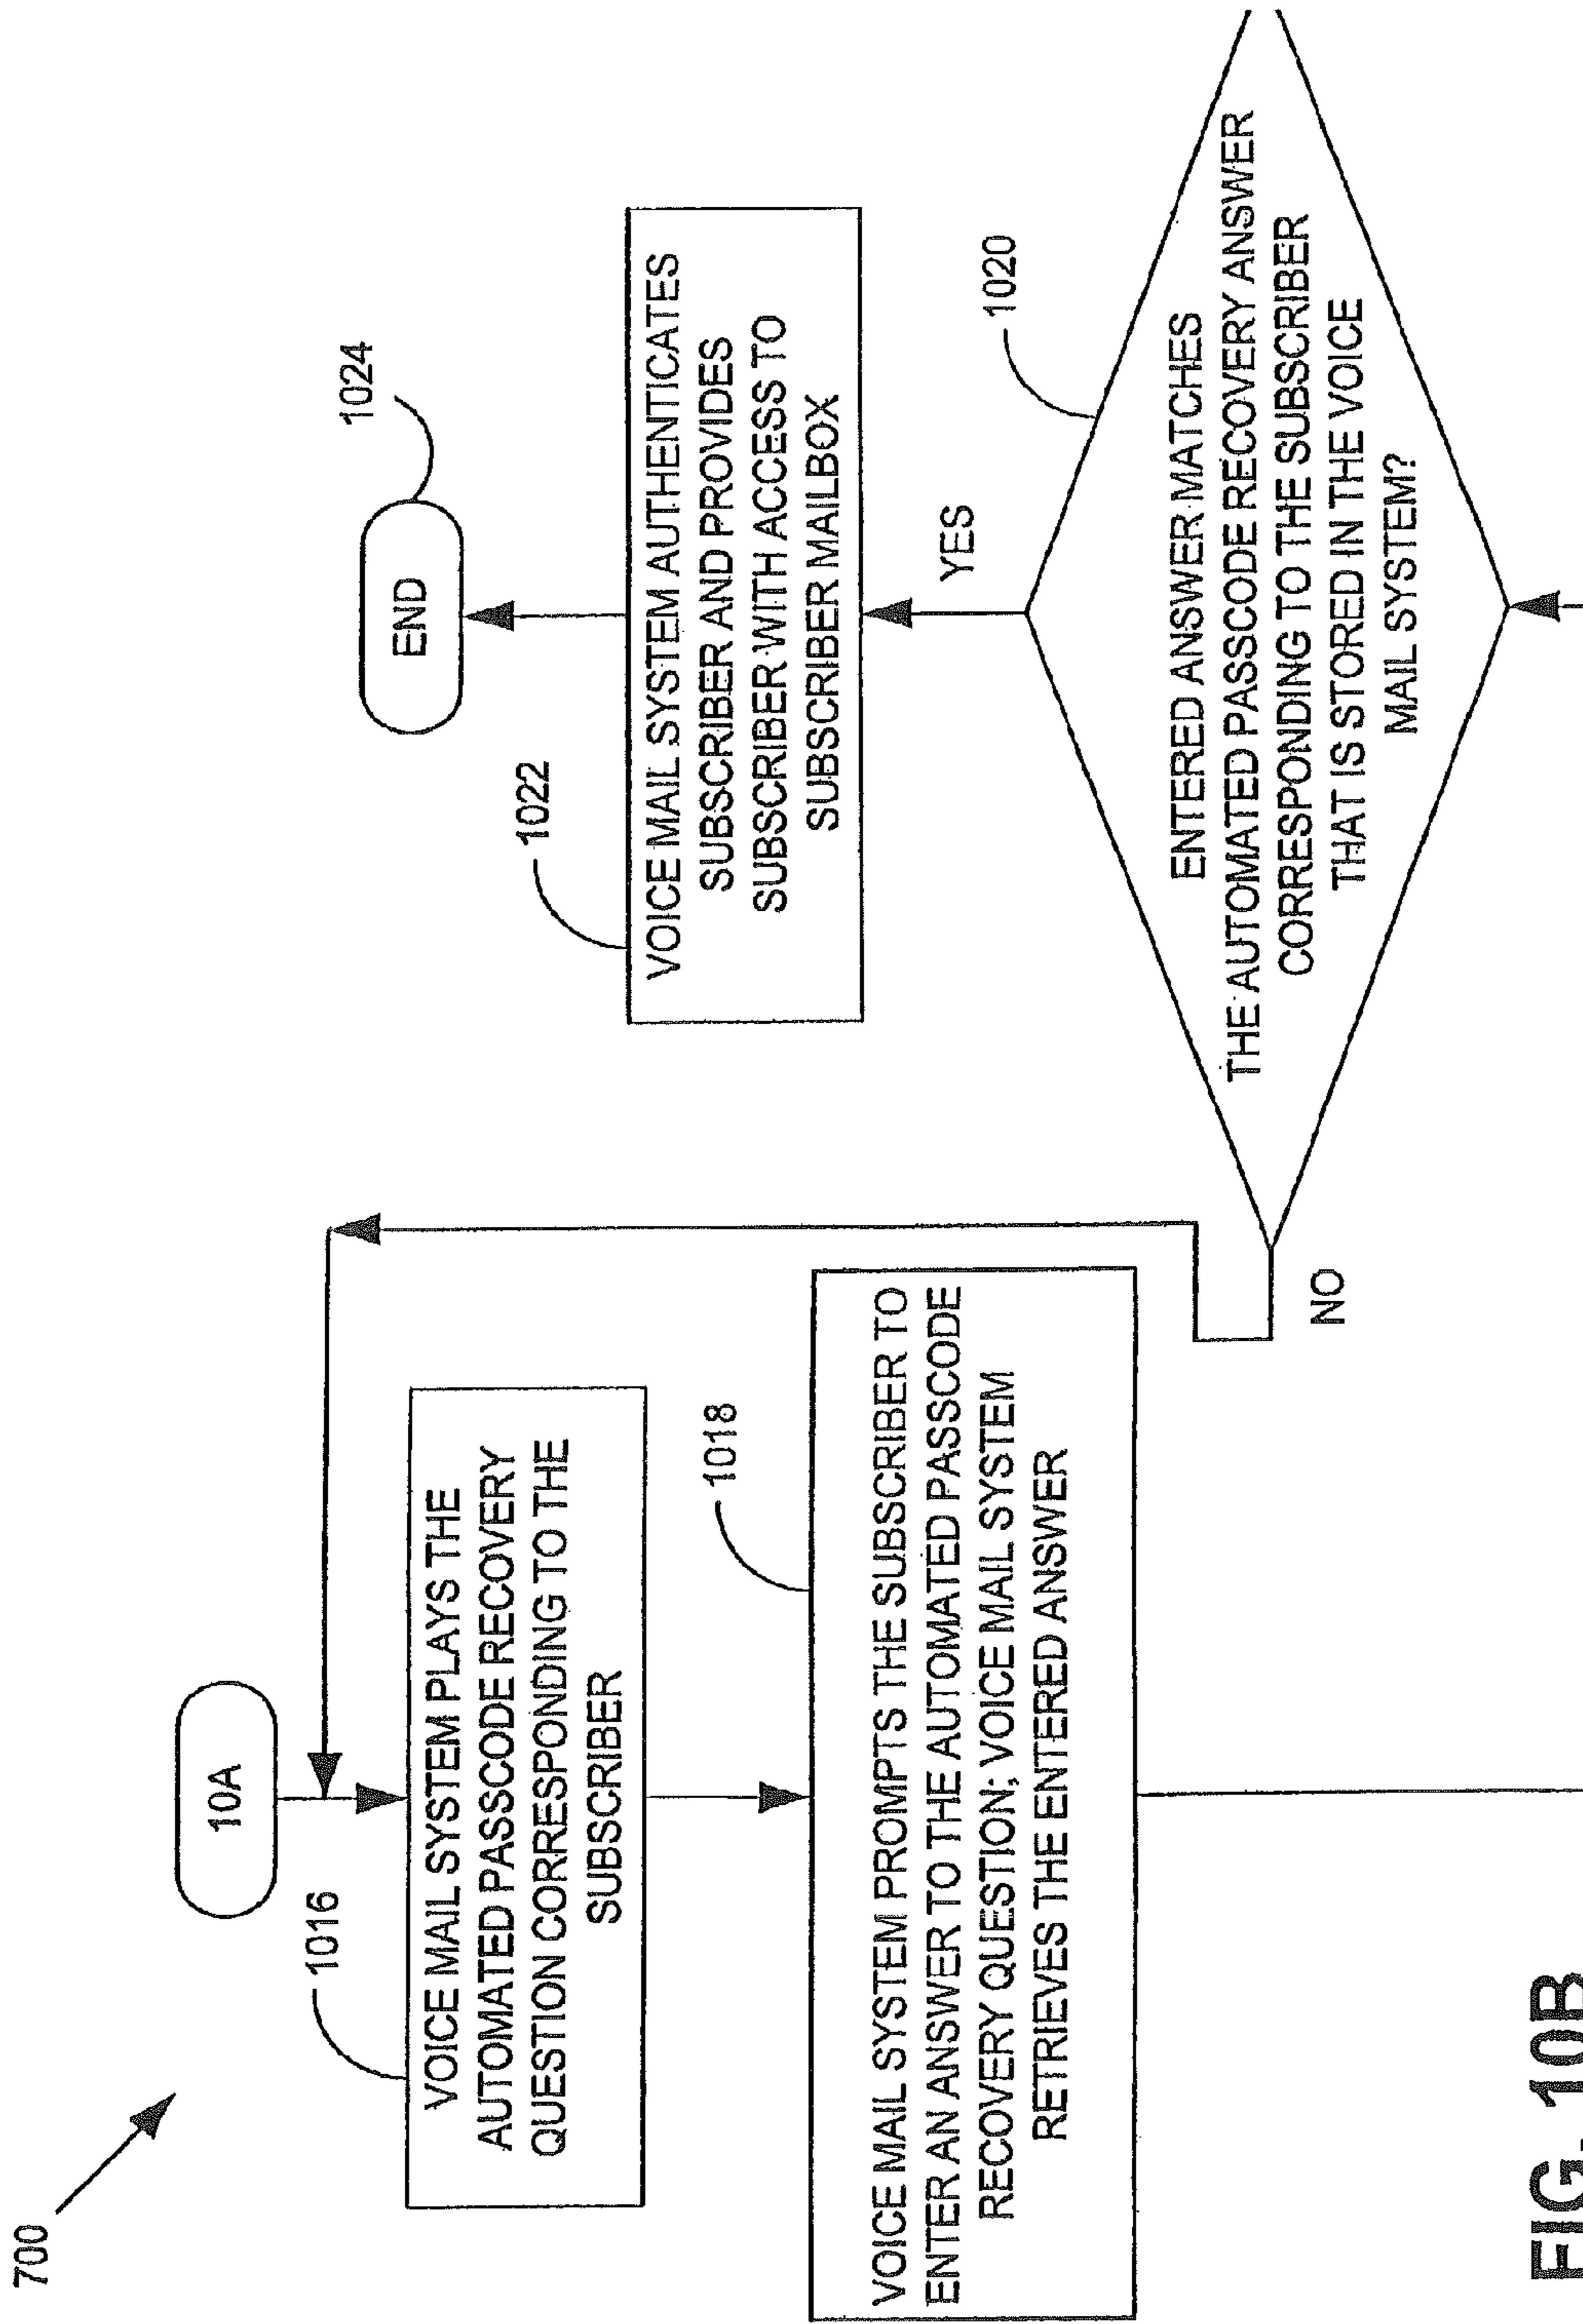 700
10A
1016
VOICE MAIL SYSTEM PLAYS THE
AUTOMATED PASSCODE RECOVERY
QUESTION CORRESPONDING TO THE
SUBSCRIBER
1018
VOICE MAIL SYSTEM PROMPTS THE SUBSCRIBER TO
ENTER AN ANSWER TO THE AUTOMATED PASSCODE
RECOVERY QUESTION; VOICE MAIL SYSTEM
RETRIEVES THE ENTERED ANSWER
NO
1020
ENTERED ANSWER MATCHES
THE AUTOMATED PASSCODE RECOVERY ANSWER
CORRESPONDING TO THE SUBSCRIBER
THAT IS STORED IN THE VOICE
MAIL SYSTEM?
YES
1022
VOICE MAIL SYSTEM AUTHENTICATES
SUBSCRIBER AND PROVIDES
SUBSCRIBER WITH ACCESS TO
SUBSCRIBER MAILBOX
1024
END
FIG. 10B